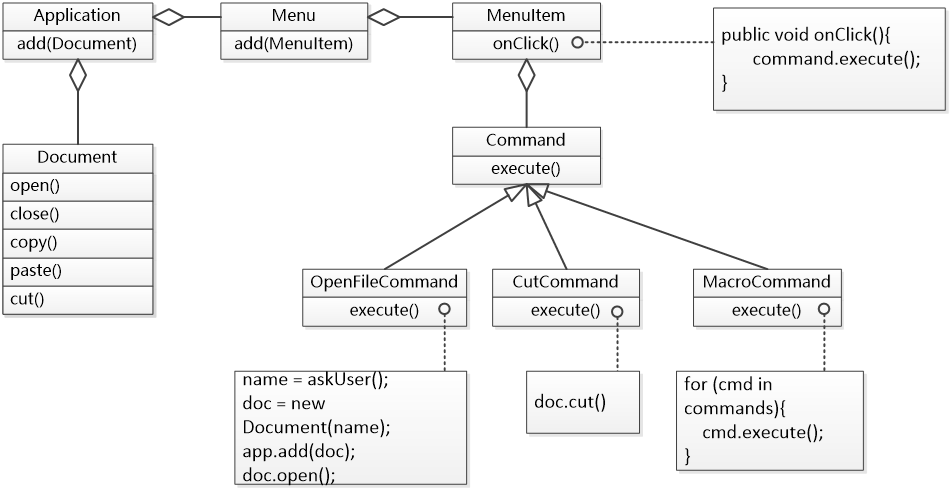 Application
add(Document)
Menu
add(MenuItem)
MenuItem
onClick()
public void onClick(){
command.execute();
}
Command
execute()
Document
open()
close()
copy()
paste()
cut()
OpenFileCommand
execute()
CutCommand
execute()
MacroCommand
execute()
name = askUser();
doc = new
Document(name);
app.add(doc);
doc.open();
doc.cut()
for (cmd in
commands){
cmd.execute();
}